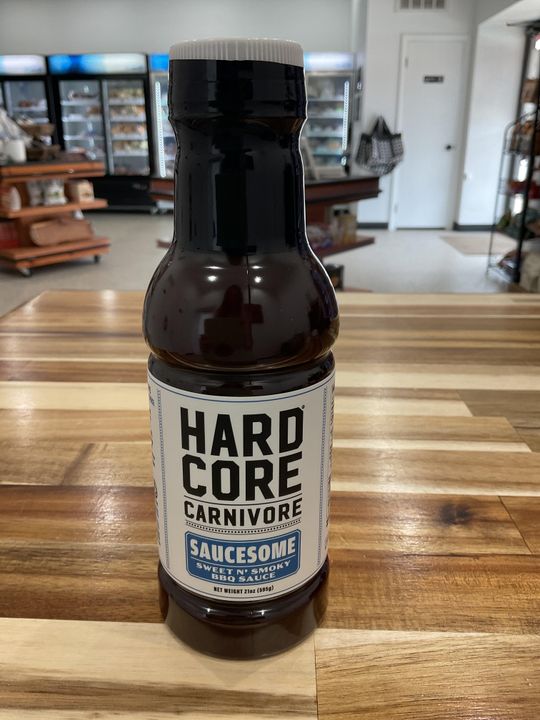 HARD
CORE
CARNIVORE
SAUCESOME
SWEET N' SMOKY
BBQ SAUCE
NET WEIGHT 21oz (595g)